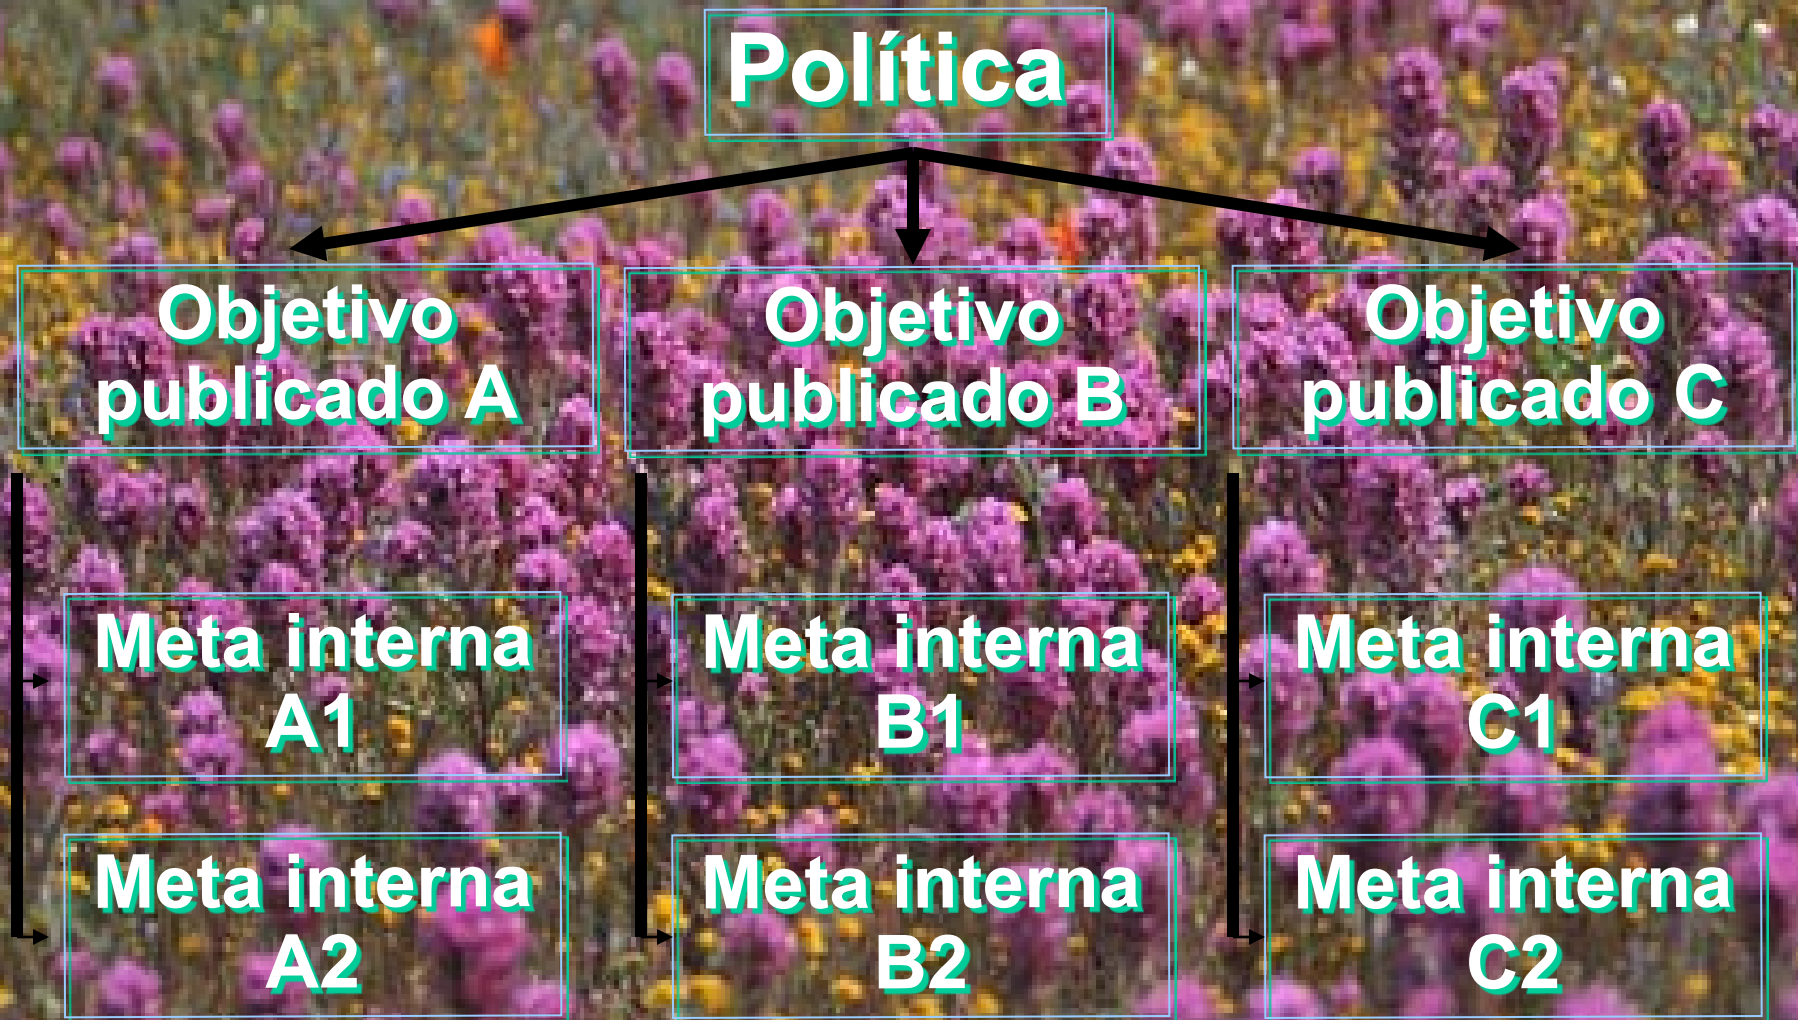 Política
Objetivo
publicado A
Objetivo
publicado B
Objetivo
publicado C
Meta interna
A1
Meta interna
B1
Meta interna
C1
Meta interna
A2
Meta interna
B2
Meta interna
C2